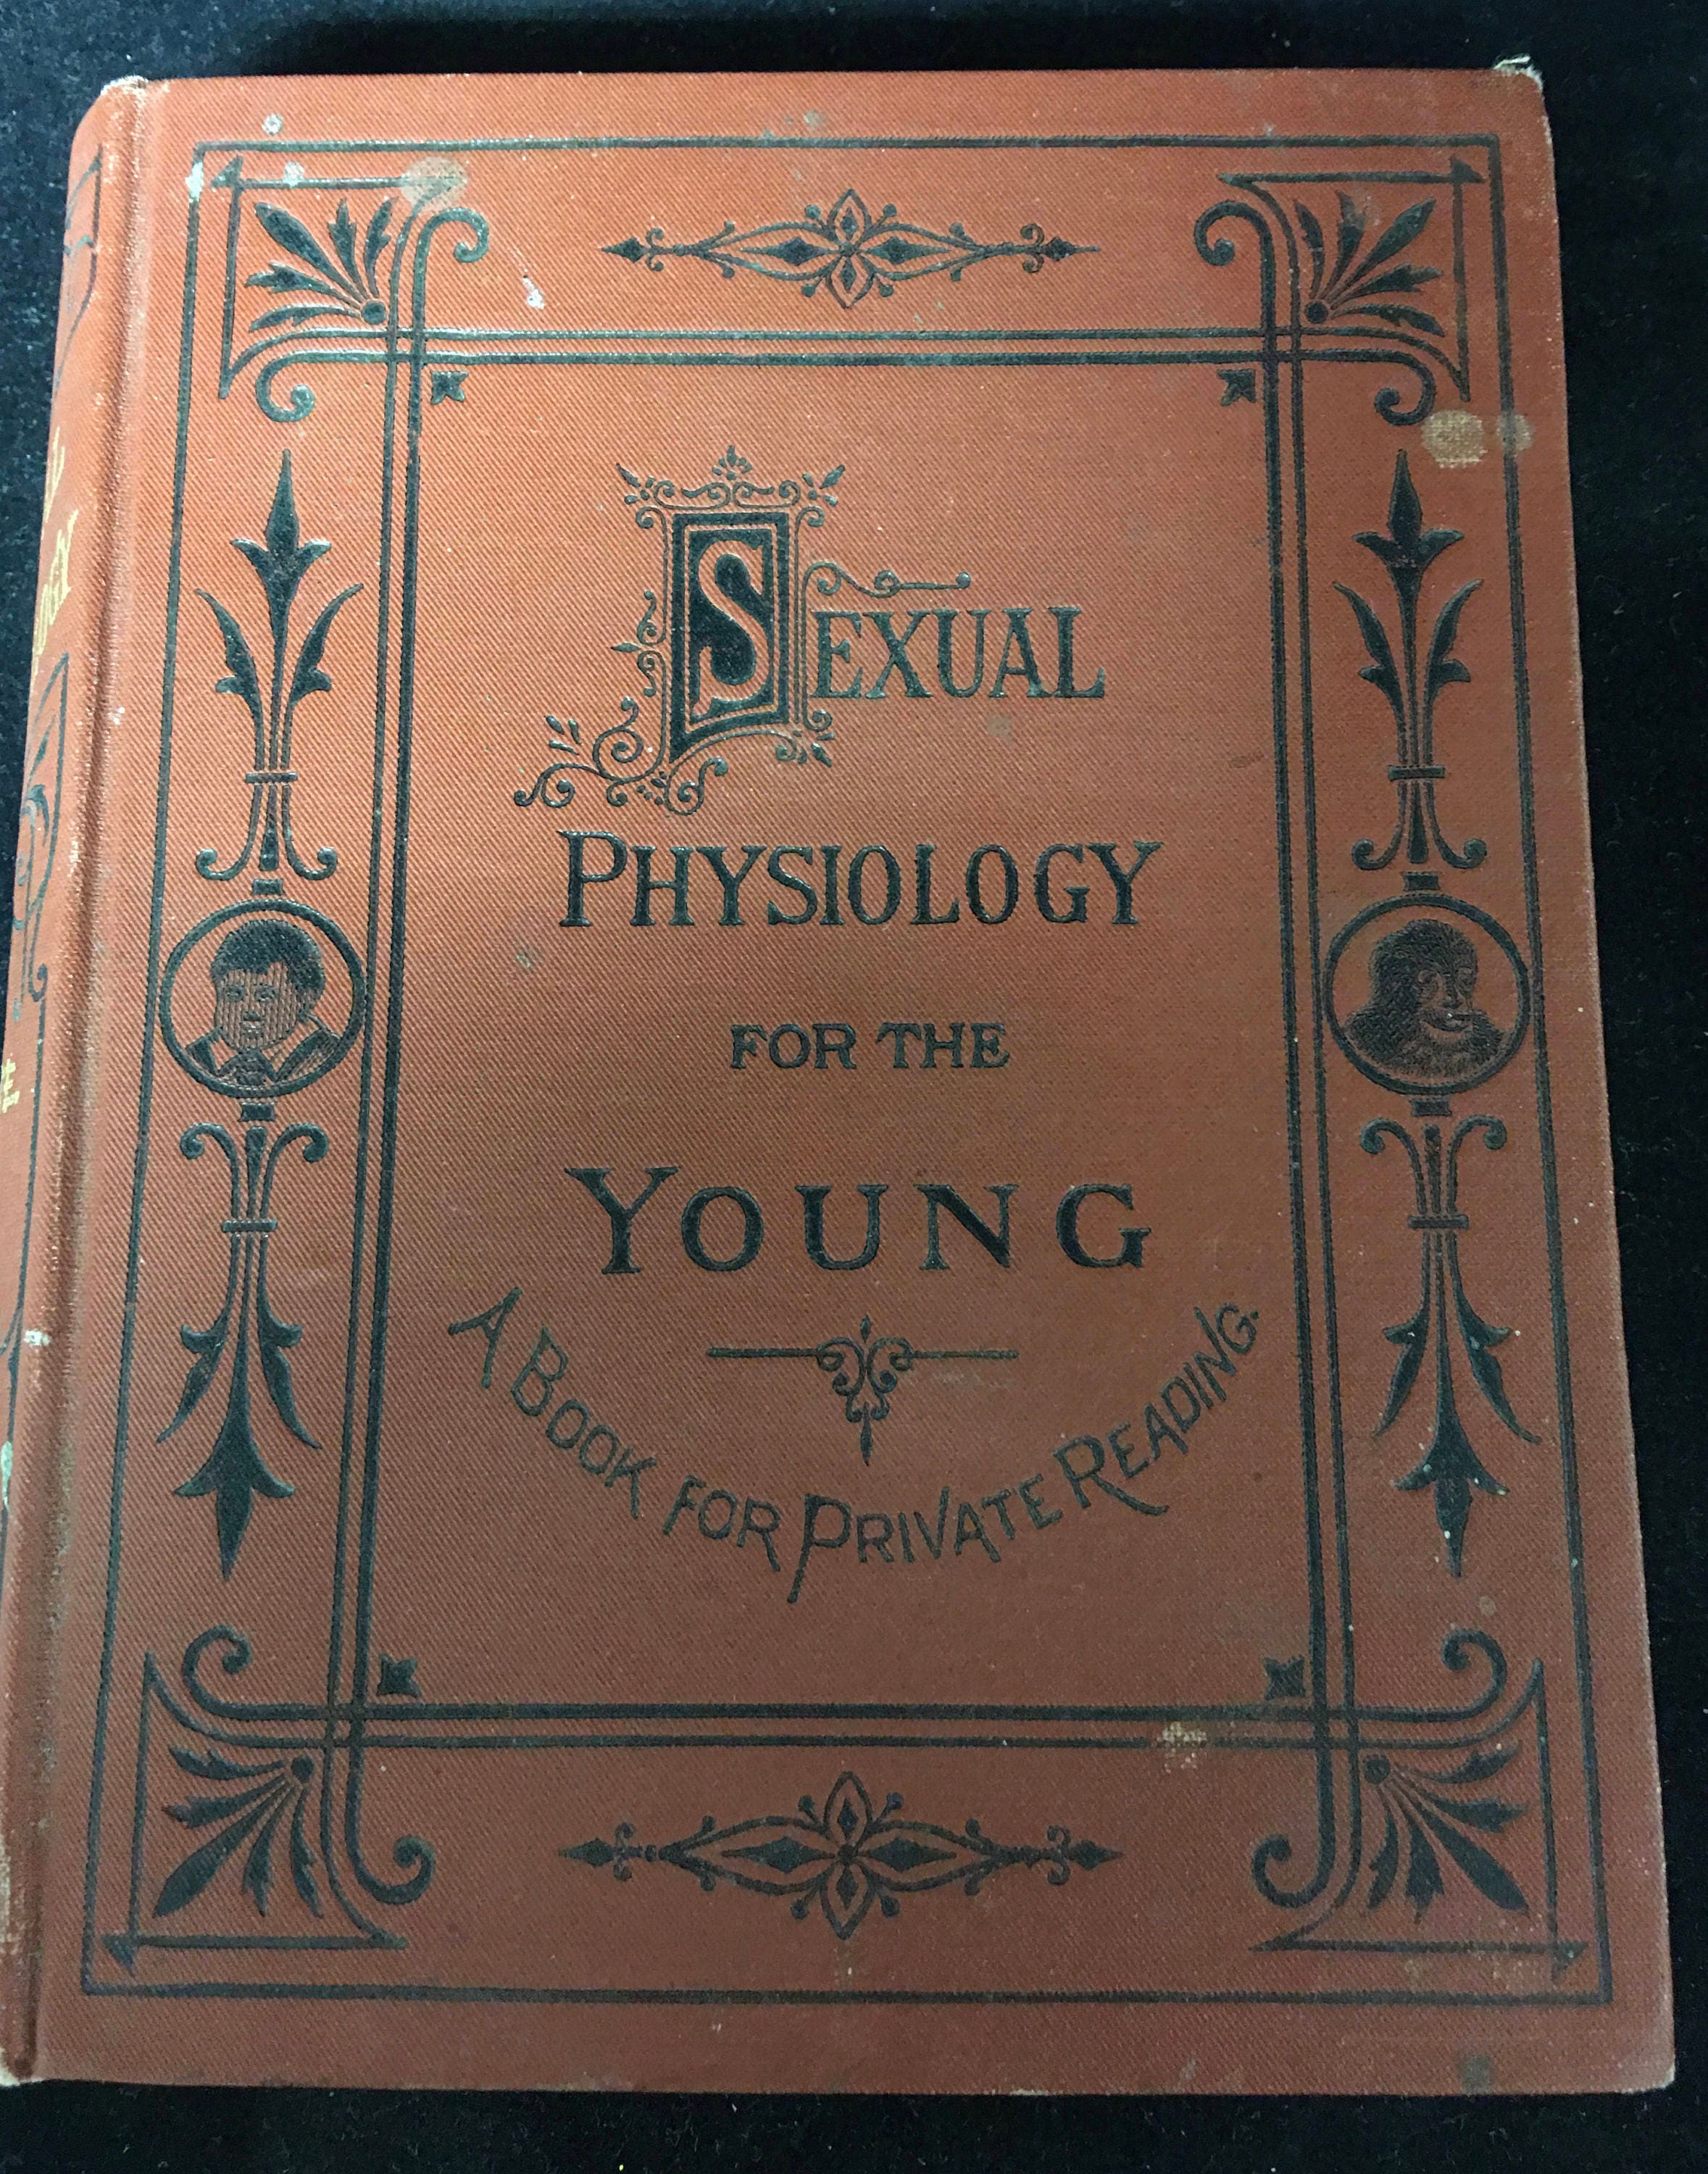 SEXUAL
PHYSIOLOGY
FOR THE
YOUNG
A BOOK FOR PRIVATE READING.